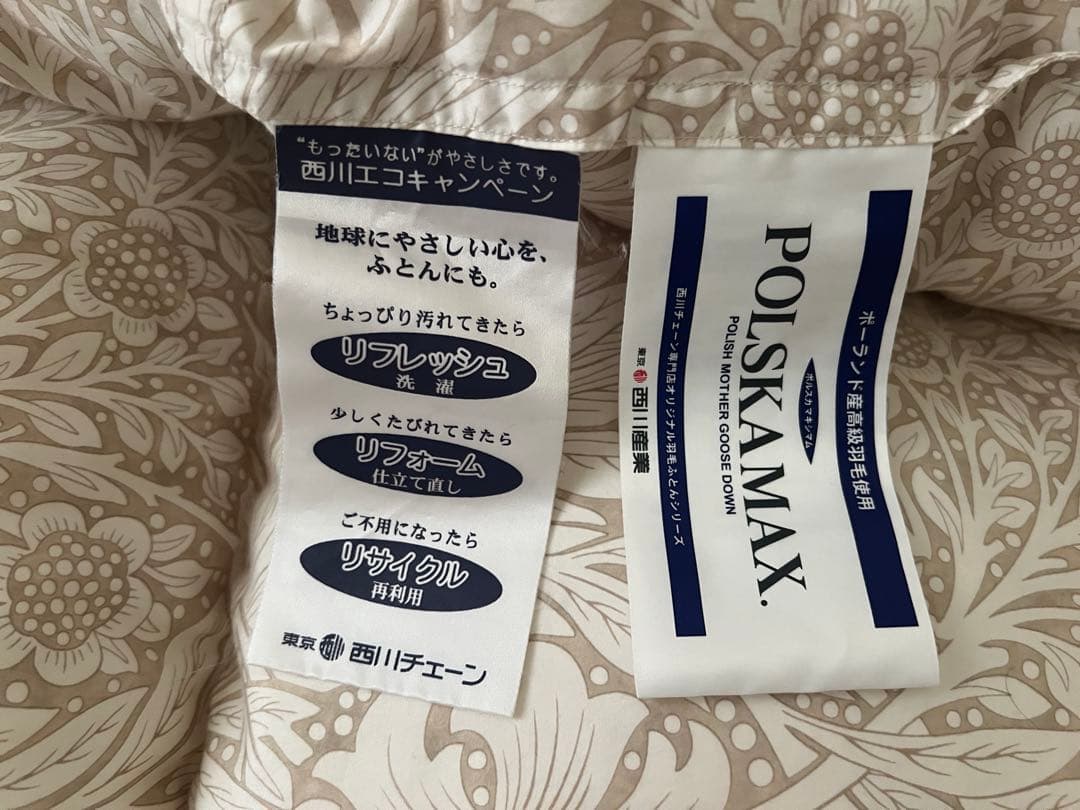 “もったいない”がやさしさです。
西川エコキャンペーン
地球にやさしい心を、
ふとんにも。
ちょっぴり汚れてきたら
リフレッシュ
洗濯
少しくたびれてきたら
リフォーム
仕立て直し
ご不用になったら
リサイクル
再利用
東京 西川 西川チェーン
ポーランド産高級羽毛使用
ポルスカマキシマム
POLSKAMAX.
POLISH MOTHER GOOSE DOWN
西川チェーン専門店オリジナル羽毛ふとんシリーズ
東京 西川 西川産業